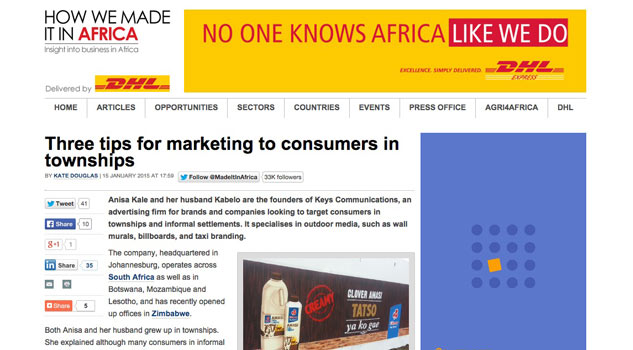 HOW WE MADE
IT IN AFRICA
Insight into business in Africa
Delivered by DHL
NO ONE KNOWS AFRICA LIKE WE DO
EXCELLENCE. SIMPLY DELIVERED.
DHL
EXPRESS
HOME ARTICLES OPPORTUNITIES SECTORS COUNTRIES EVENTS PRESS OFFICE AGRI4AFRICA DHL
Three tips for marketing to consumers in
townships
BY KATE DOUGLAS | 15 JANUARY 2015 AT 17:59 Follow @MadeItInAfrica 33K followers
Tweet 41
Share 10
+1 1
Share 35
Share 5
Anisa Kale and her husband Kabelo are the founders of Keys Communications, an
advertising firm for brands and companies looking to target consumers in
townships and informal settlements. It specialises in outdoor media, such as wall
murals, billboards, and taxi branding.
The company, headquartered in
Johannesburg, operates across
South Africa as well as in
Botswana, Mozambique and
Lesotho, and has recently opened
up offices in Zimbabwe.
Both Anisa and her husband grew up in townships.
She explained although many consumers in informal
CREAMY
CLOVER AMASI
TATSO
ya ko gae